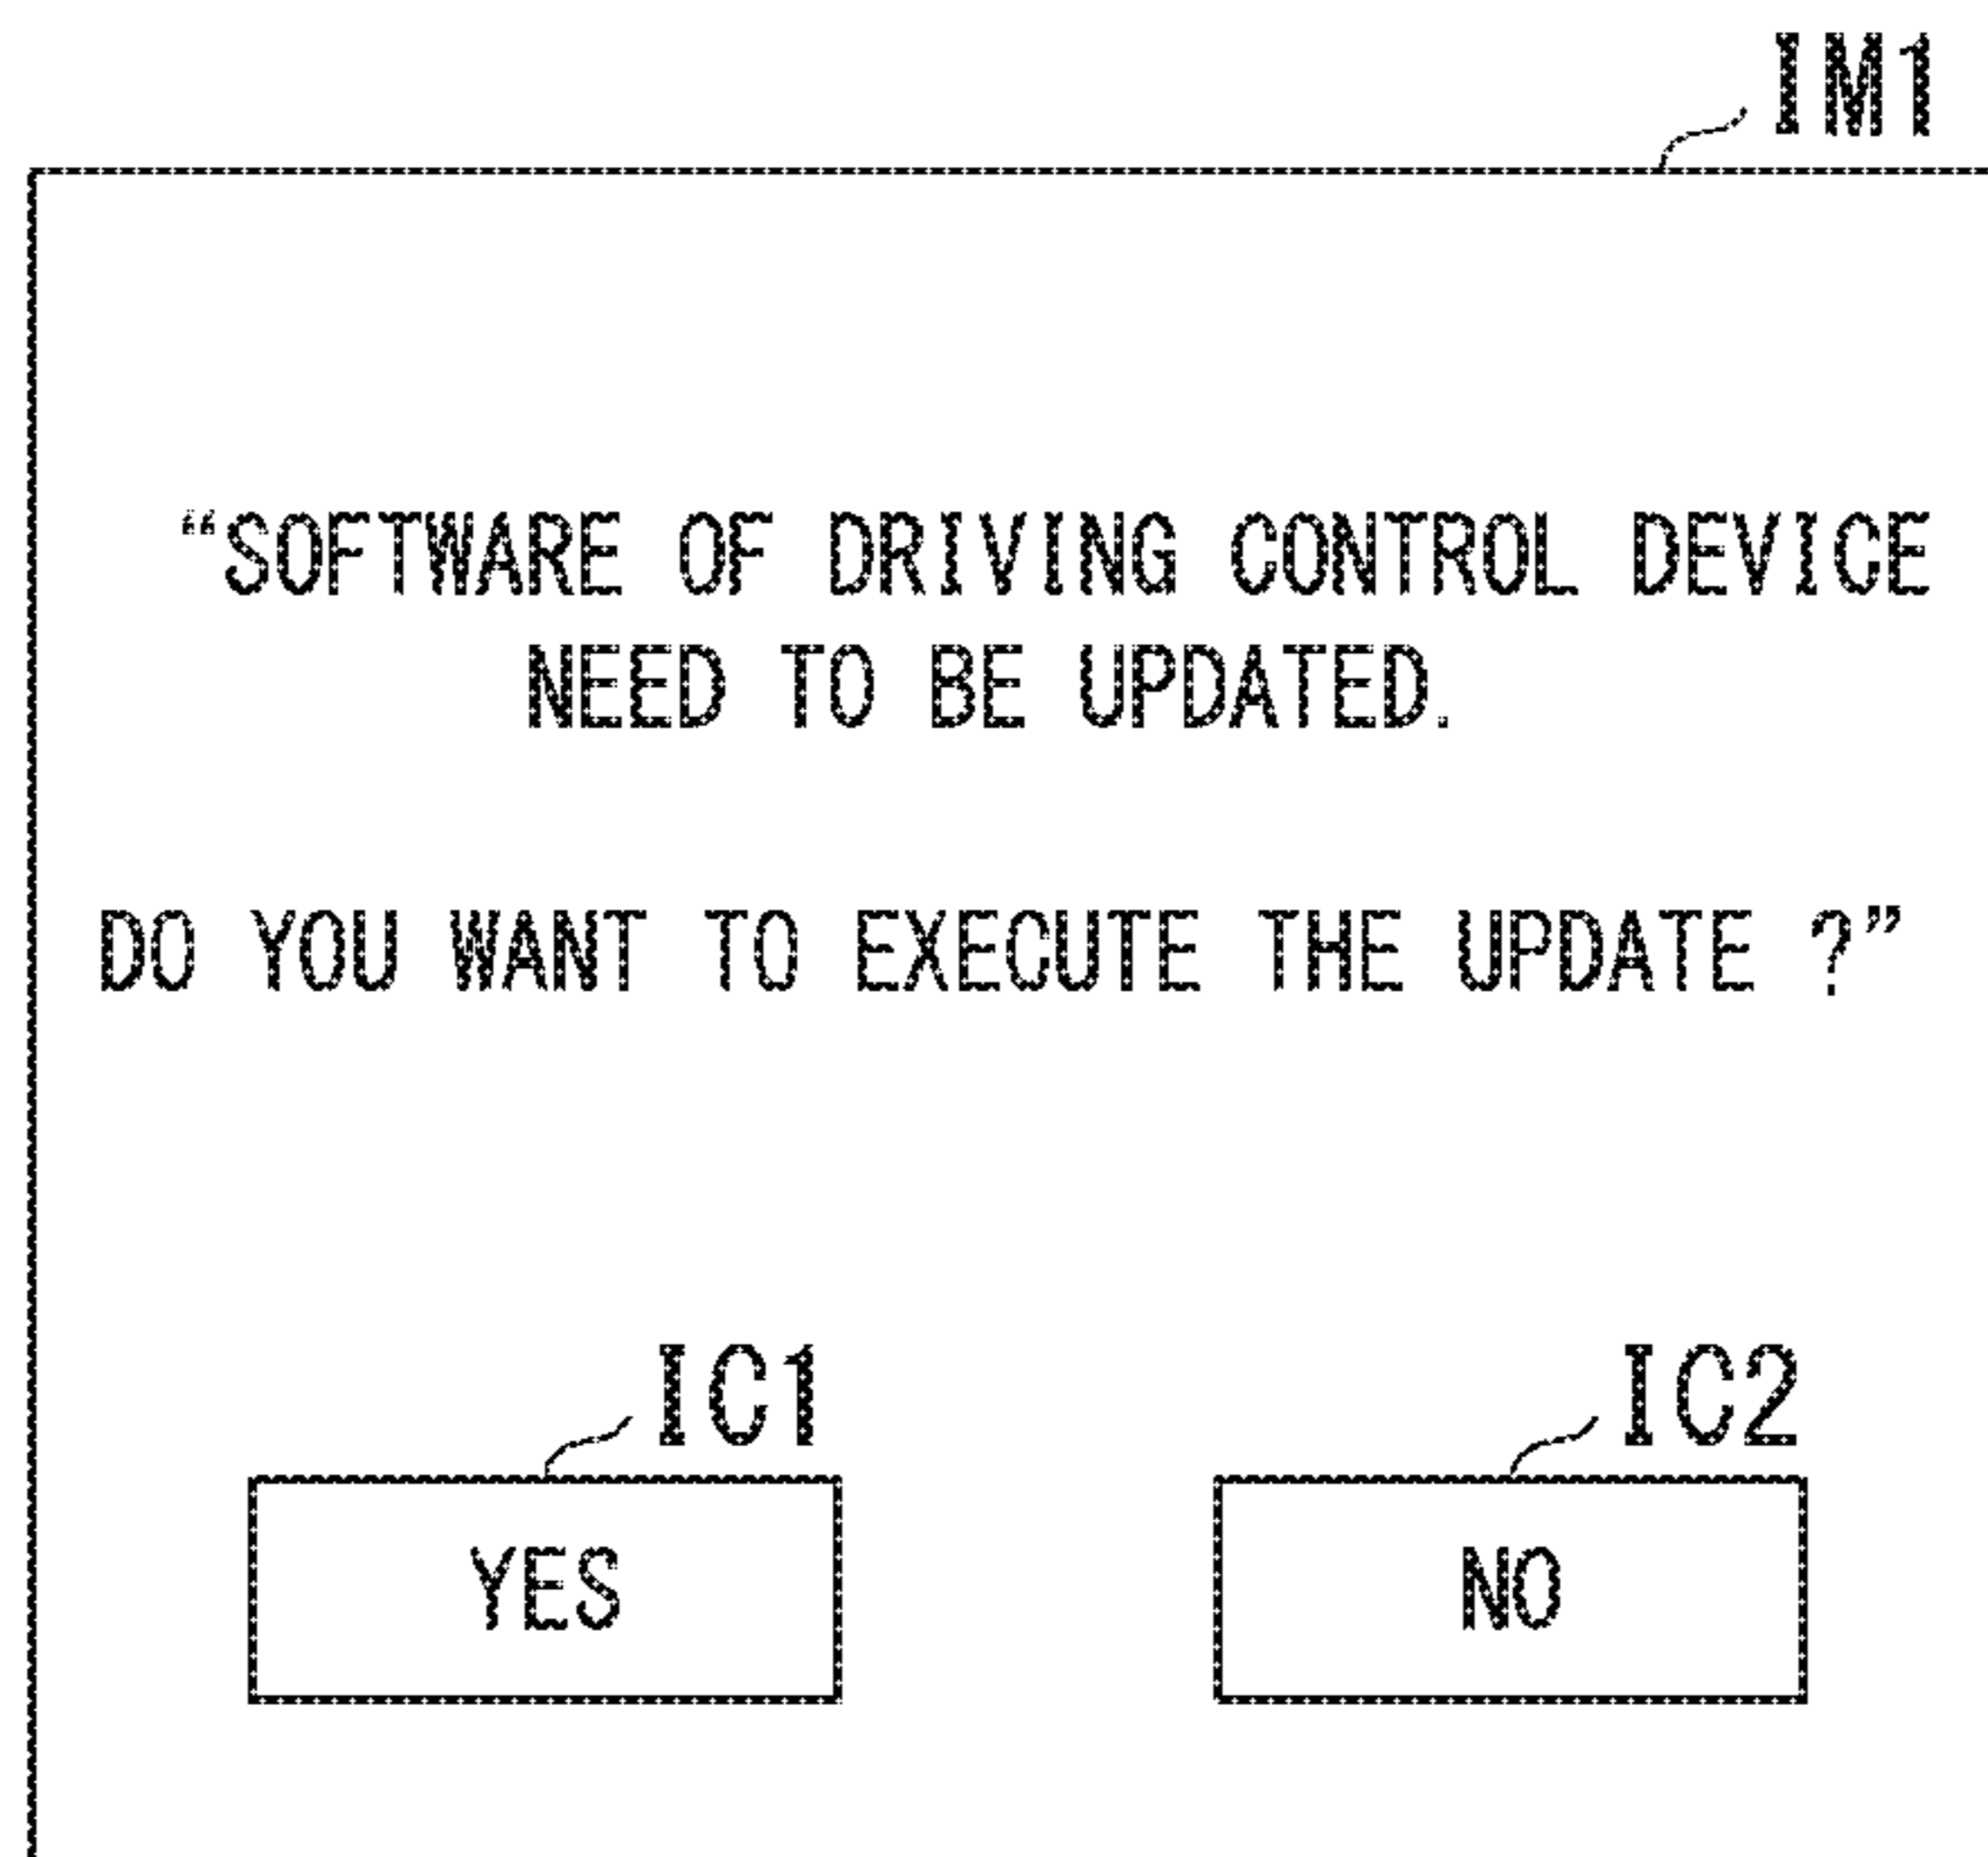 IM1
“SOFTWARE OF DRIVING CONTROL DEVICE
NEED TO BE UPDATED.
DO YOU WANT TO EXECUTE THE UPDATE ?”
IC1
IC2
YES
NO